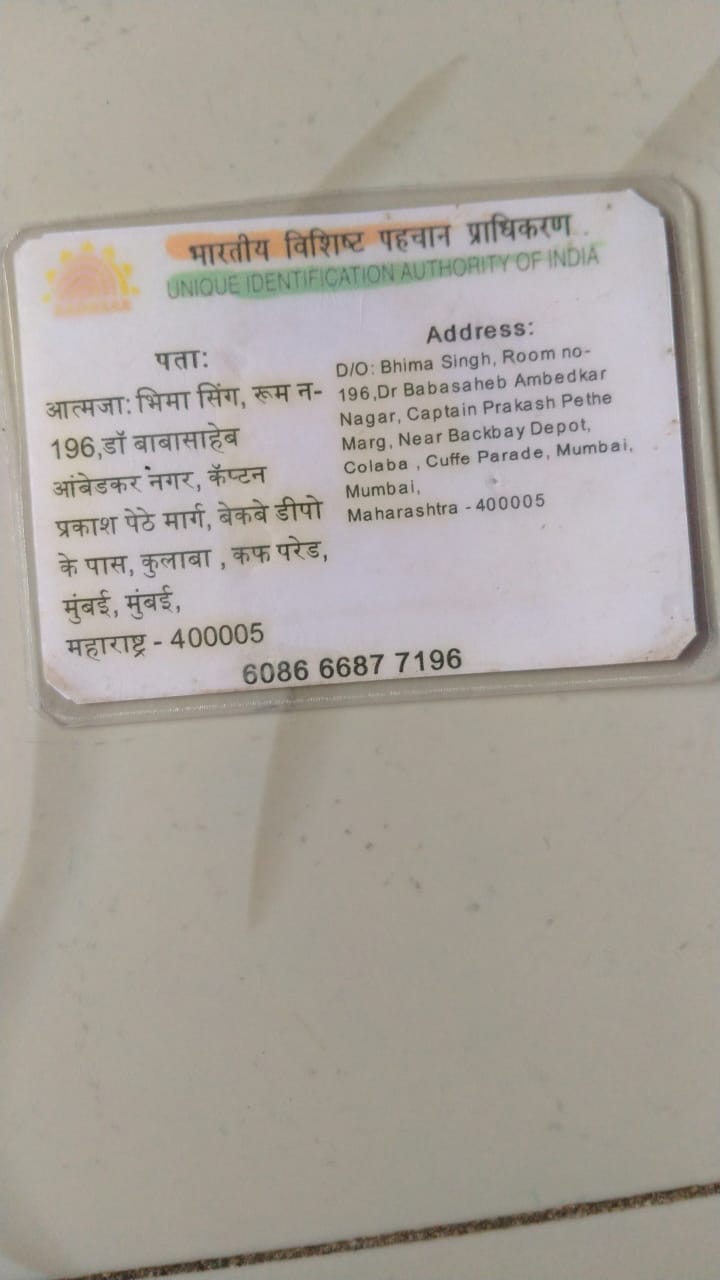 भारतीय विशिष्ट पहचान प्राधिकरण
UNIQUE IDENTIFICATION AUTHORITY OF INDIA
पता:
आत्मजा: भिमा सिंग, रूम न-
196,डॉ बाबासाहेब
आंबेडकर नगर, कॅप्टन
प्रकाश पेठे मार्ग, बेकबे डीपो
के पास, कुलाबा , कफ परेड,
मुंबई, मुंबई,
महाराष्ट्र - 400005
Address:
D/O: Bhima Singh, Room no-
196,Dr Babasaheb Ambedkar
Nagar, Captain Prakash Pethe
Marg, Near Backbay Depot,
Colaba , Cuffe Parade, Mumbai,
Mumbai,
Maharashtra - 400005
6086 6687 7196